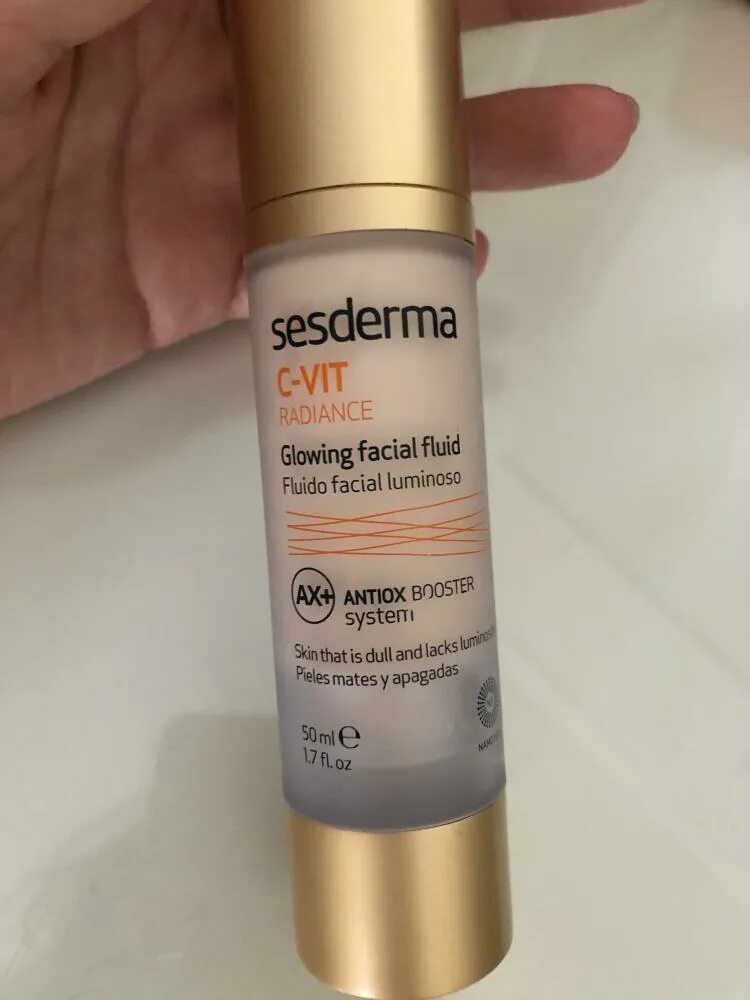 sesderma
C-VIT
RADIANCE
Glowing facial fluid
Fluido facial luminoso
AX+
ANTIOX BOOSTER
system
Skin that is dull and lacks
Pieles mates y apagadas
50 ml e
1.7 fl. oz